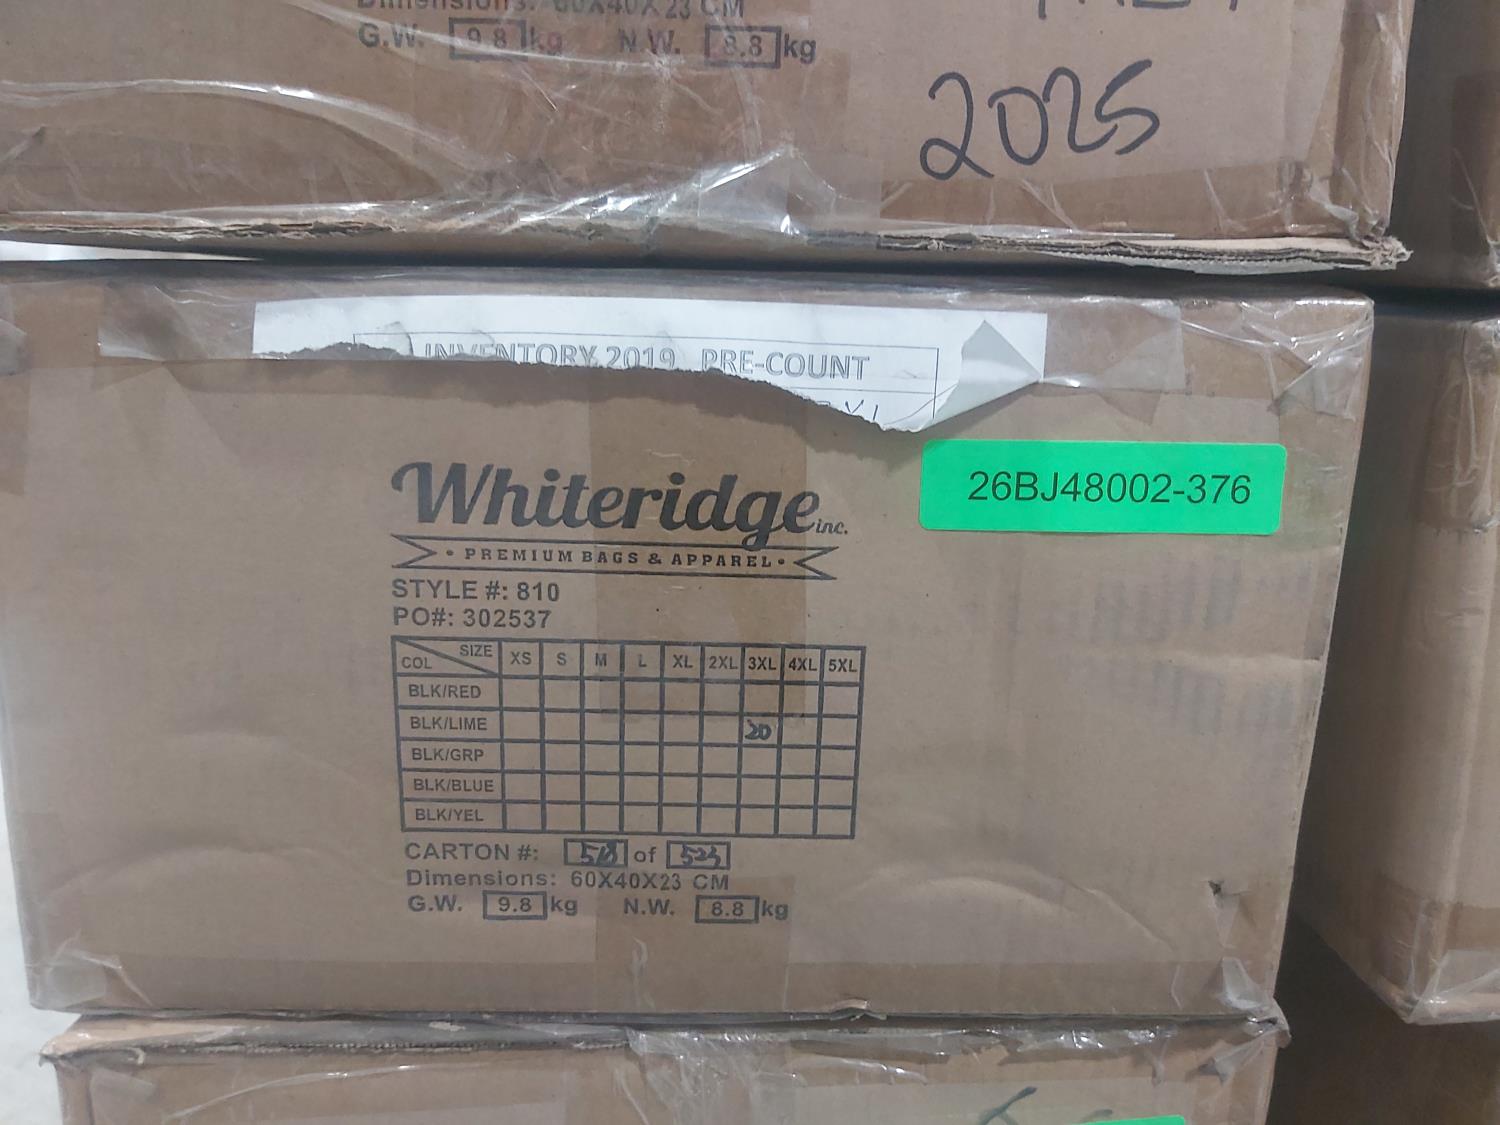 Dimensions: 60X40X23 CM
G.W. 9.8 kg N.W. 8.8 kg
2025
INVENTORY 2019 PRE-COUNT
26BJ48002-376
Whiteridge inc.
• PREMIUM BAGS & APPAREL •
STYLE #: 810
PO#: 302537
COL SIZE XS S M L XL 2XL 3XL 4XL 5XL
BLK/RED
BLK/LIME 20
BLK/GRP
BLK/BLUE
BLK/YEL
CARTON #: 518 of 523
Dimensions: 60X40X23 CM
G.W. 9.8 kg N.W. 8.8 kg